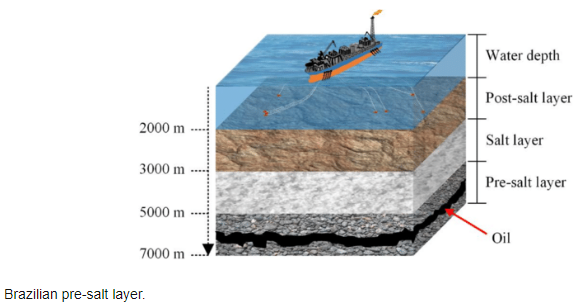 Water depth
Post-salt layer
2000 m
Salt layer
3000 m
Pre-salt layer
5000 m
Oil
7000 m
Brazilian pre-salt layer.